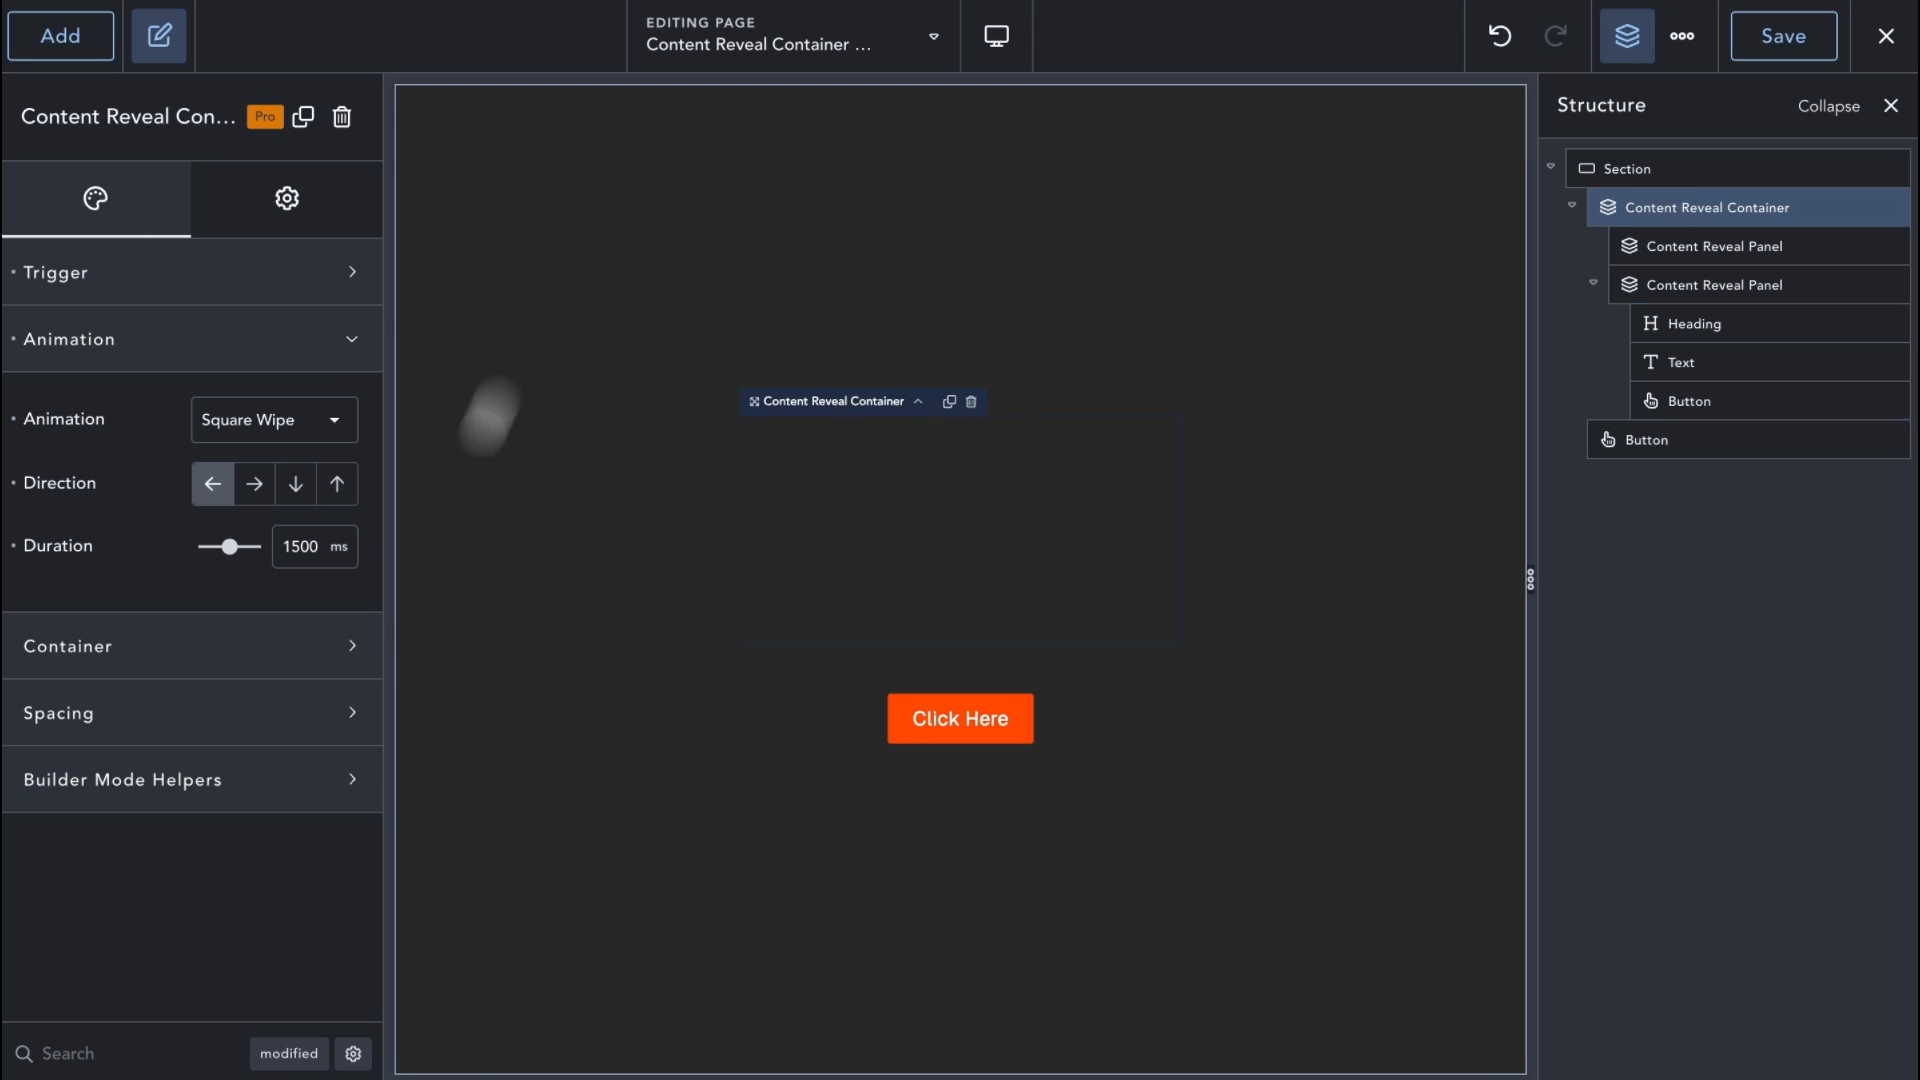 Add
EDITING PAGE
Content Reveal Container ...
Save
Content Reveal Con...
Pro
Trigger
Animation
Animation
Square Wipe
Direction
Duration
1500 ms
Container
Spacing
Builder Mode Helpers
Search
modified
Content Reveal Container
Click Here
Structure
Collapse
Section
Content Reveal Container
Content Reveal Panel
Content Reveal Panel
Heading
Text
Button
Button